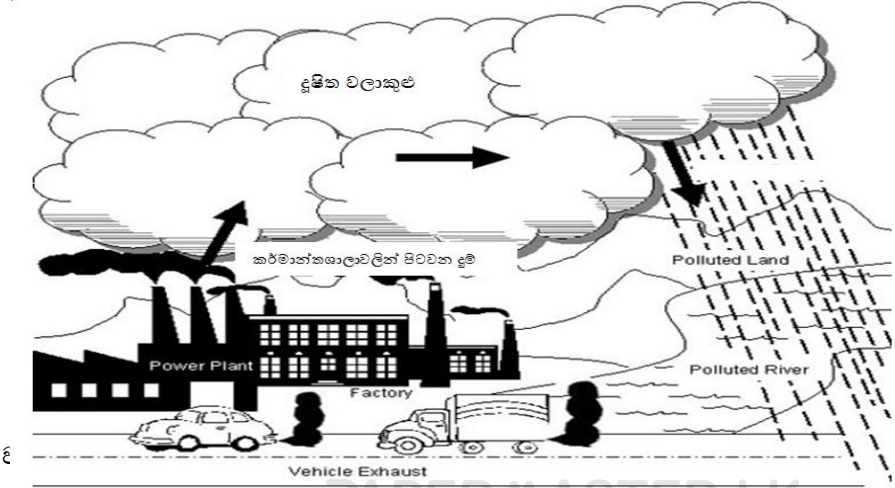 දූෂිත වලාකුළු
කර්මාන්තශාලාවලින් පිටවන දුම්
Polluted Land
Power Plant
Polluted River
Factory
Vehicle Exhaust